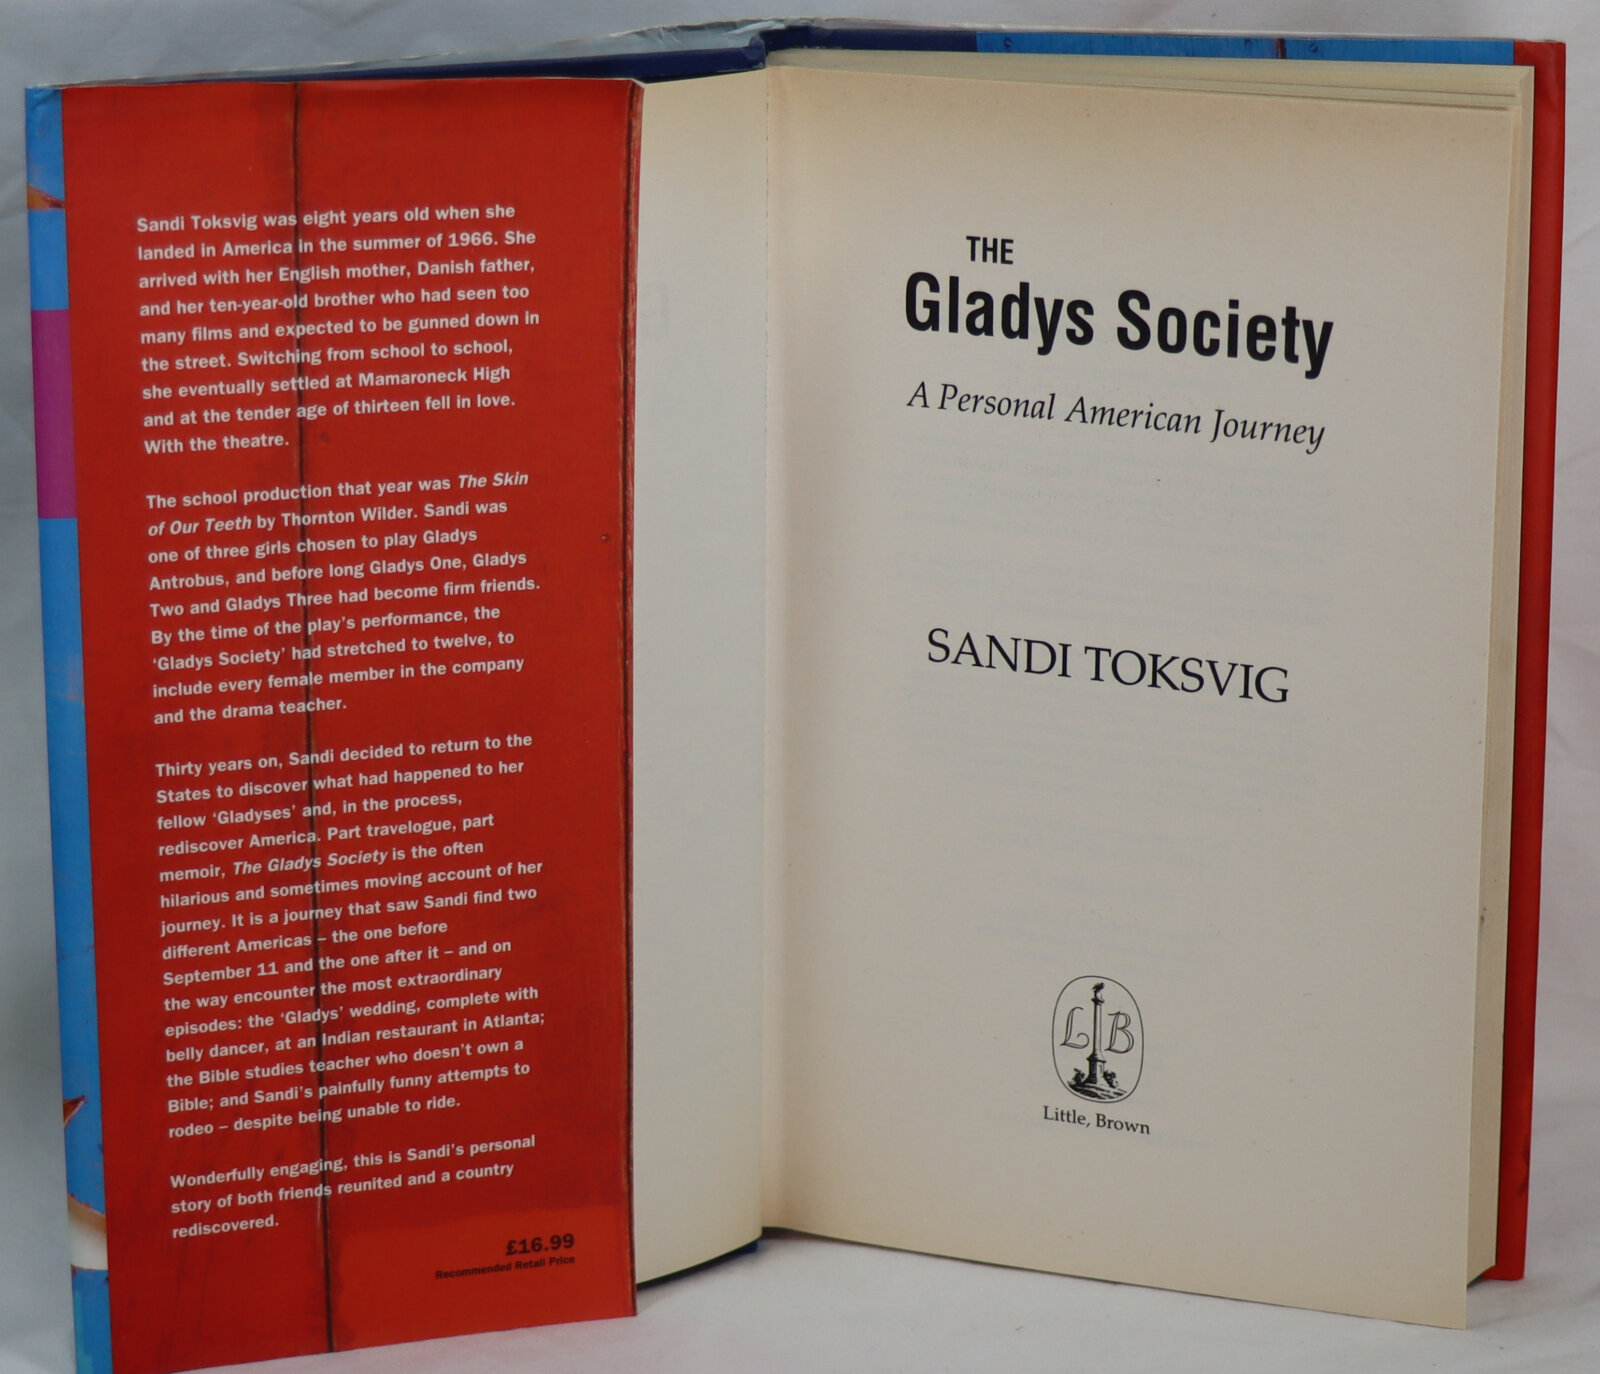 Sandi Toksvig was eight years old when she
landed in America in the summer of 1966. She
arrived with her English mother, Danish father,
and her ten-year-old brother who had seen too
many films and expected to be gunned down in
the street. Switching from school to school,
she eventually settled at Mamaroneck High
and at the tender age of thirteen fell in love.
With the theatre.
The school production that year was The Skin
of Our Teeth by Thornton Wilder. Sandi was
one of three girls chosen to play Gladys
Antrobus, and before long Gladys One, Gladys
Two and Gladys Three had become firm friends.
By the time of the play's performance, the
'Gladys Society' had stretched to twelve, to
include every female member in the company
and the drama teacher.
Thirty years on, Sandi decided to return to the
States to discover what had happened to her
fellow 'Gladyses' and, in the process,
rediscover America. Part travelogue, part
memoir, The Gladys Society is the often
hilarious and sometimes moving account of her
journey. It is a journey that saw Sandi find two
different Americas – the one before
September 11 and the one after it – and on
the way encounter the most extraordinary
episodes: the 'Gladys' wedding, complete with
belly dancer, at an Indian restaurant in Atlanta;
the Bible studies teacher who doesn't own a
Bible; and Sandi's painfully funny attempts to
rodeo – despite being unable to ride.
Wonderfully engaging, this is Sandi's personal
story of both friends reunited and a country
rediscovered.
£16.99
Recommended Retail Price
THE
Gladys Society
A Personal American Journey
SANDI TOKSVIG
L B
Little, Brown